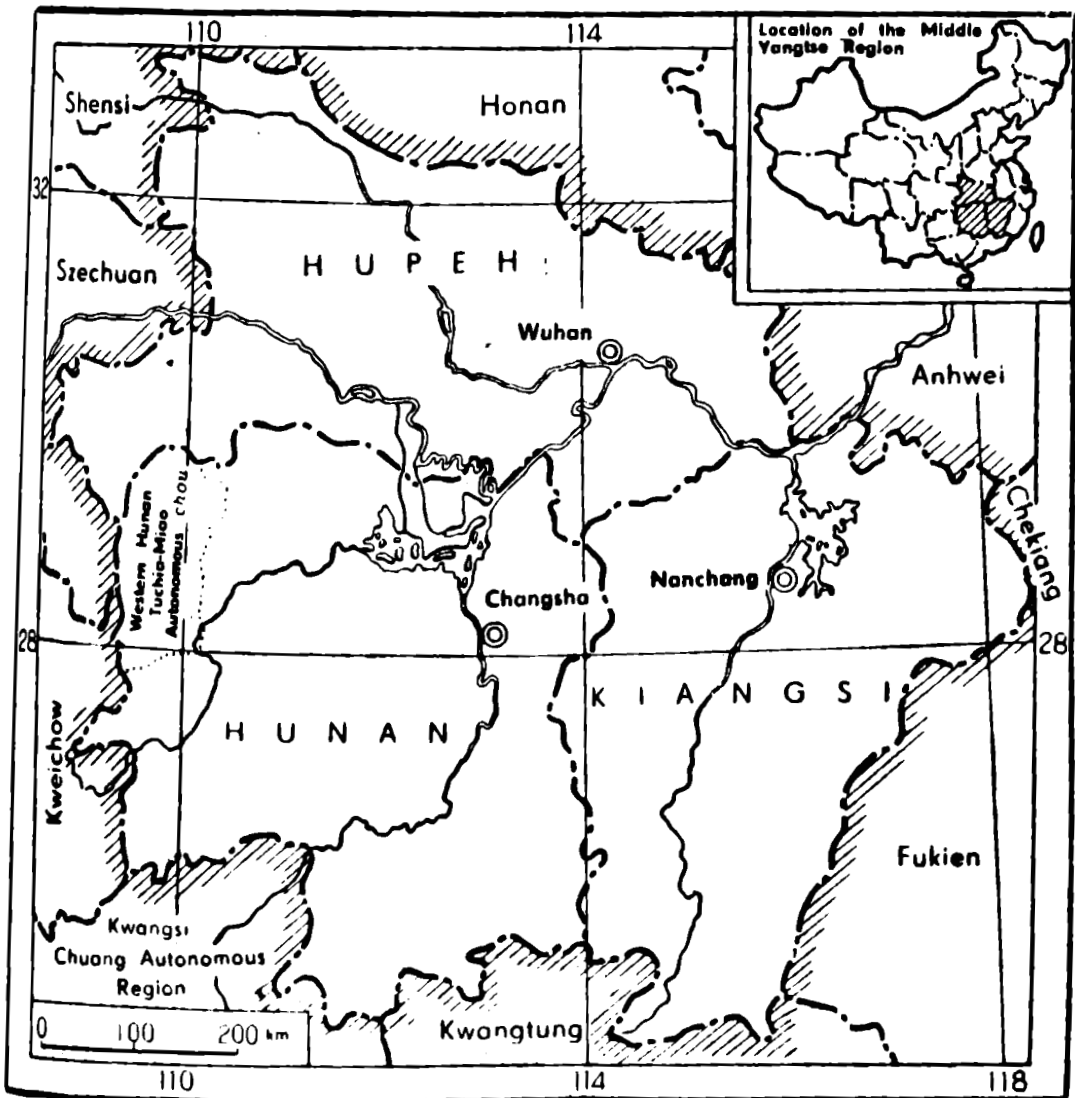 110
114
Location of the Middle
Yangtse Region
Shensi
Honan
32
HUPEH
Szechuan
Wuhan
Anhwei
Western Hunan
Tuchia-Miao
Autonomous chou
Chekiang
Nanchang
Changsha
28
28
KIANGSI
HUNAN
Kweichow
Fukien
Kwangsi
Chuang Autonomous
Region
Kwangtung
0 100 200 km
110
114
118